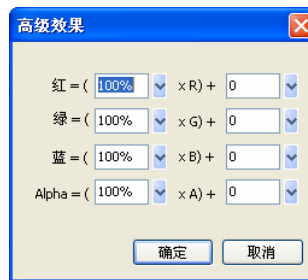 高级效果
红 = ( 100% x R) + 0
绿 = ( 100% x G) + 0
蓝 = ( 100% x B) + 0
Alpha = ( 100% x A) + 0
确定 取消